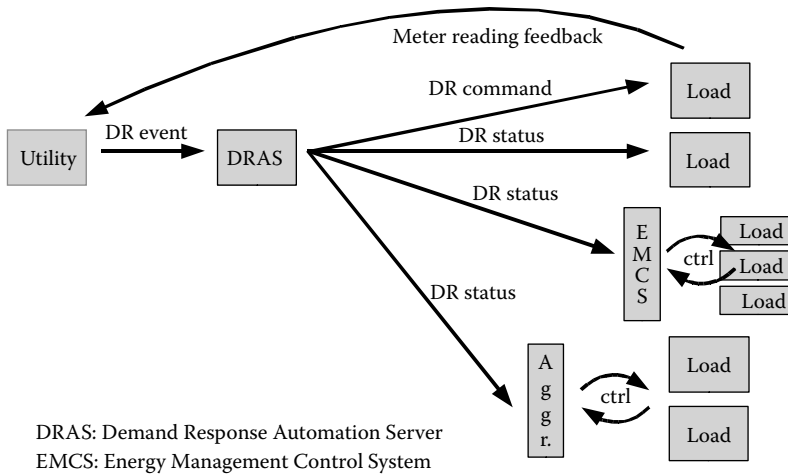 Meter reading feedback
DR command
Load
DR event
Utility
DRAS
DR status
Load
DR status
E
M
C
S
ctrl
Load
Load
Load
DR status
A
g
g
r.
ctrl
Load
Load
DRAS: Demand Response Automation Server
EMCS: Energy Management Control System